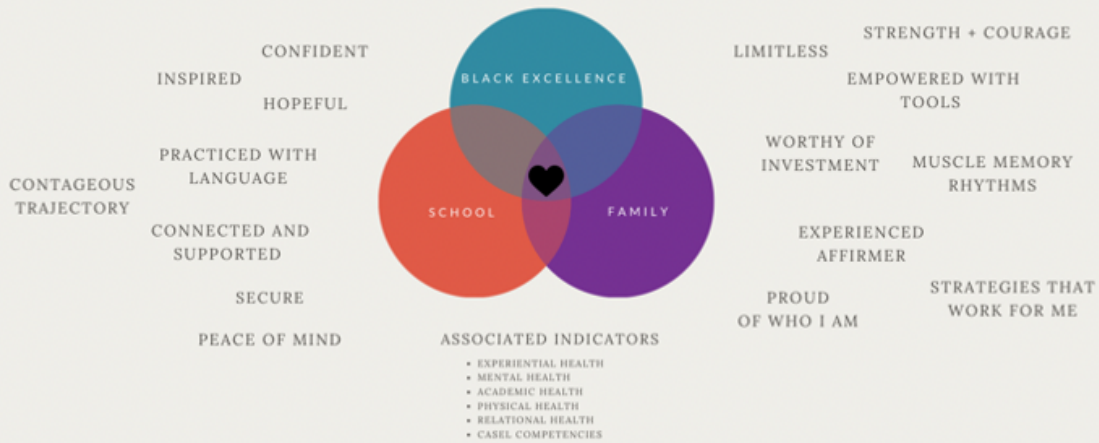 CONFIDENT
INSPIRED
HOPEFUL
PRACTICED WITH
LANGUAGE
CONTAGEOUS
TRAJECTORY
CONNECTED AND
SUPPORTED
SECURE
PEACE OF MIND
BLACK EXCELLENCE
SCHOOL
FAMILY
ASSOCIATED INDICATORS
• EXPERIENTIAL HEALTH
• MENTAL HEALTH
• ACADEMIC HEALTH
• PHYSICAL HEALTH
• RELATIONAL HEALTH
• CASEL COMPETENCIES
STRENGTH + COURAGE
LIMITLESS
EMPOWERED WITH
TOOLS
WORTHY OF
INVESTMENT
MUSCLE MEMORY
RHYTHMS
EXPERIENCED
AFFIRMER
STRATEGIES THAT
WORK FOR ME
PROUD
OF WHO I AM